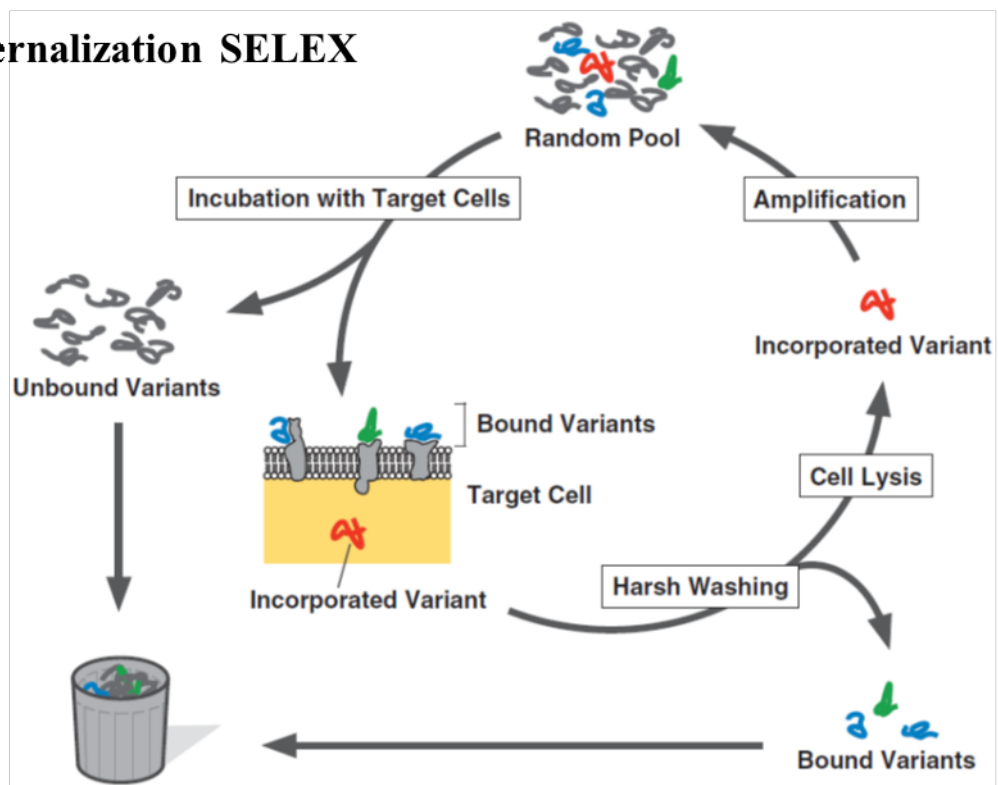 ernalization SELEX
Random Pool
Incubation with Target Cells
Amplification
Unbound Variants
Incorporated Variant
Bound Variants
Target Cell
Cell Lysis
Incorporated Variant
Harsh Washing
Bound Variants